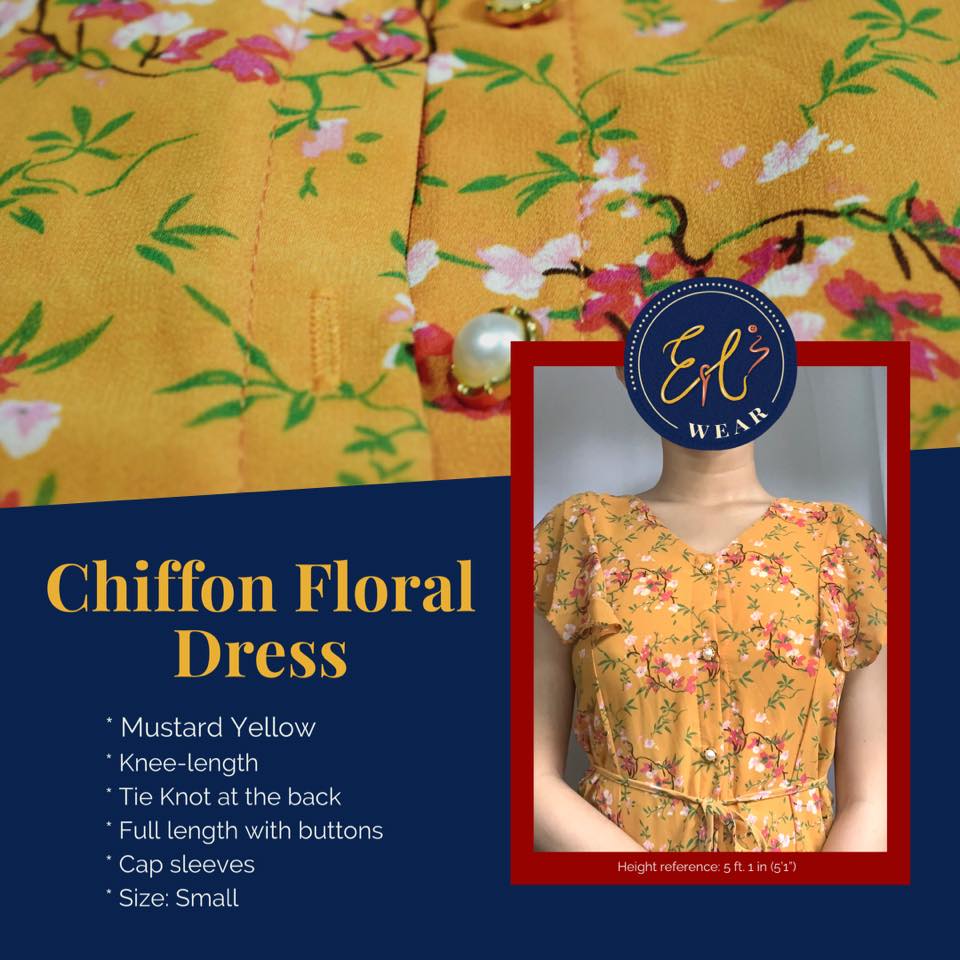 Chiffon Floral
Dress
* Mustard Yellow
* Knee-length
* Tie Knot at the back
* Full length with buttons
* Cap sleeves
* Size: Small
WEAR
Height reference: 5 ft. 1 in (5'1")